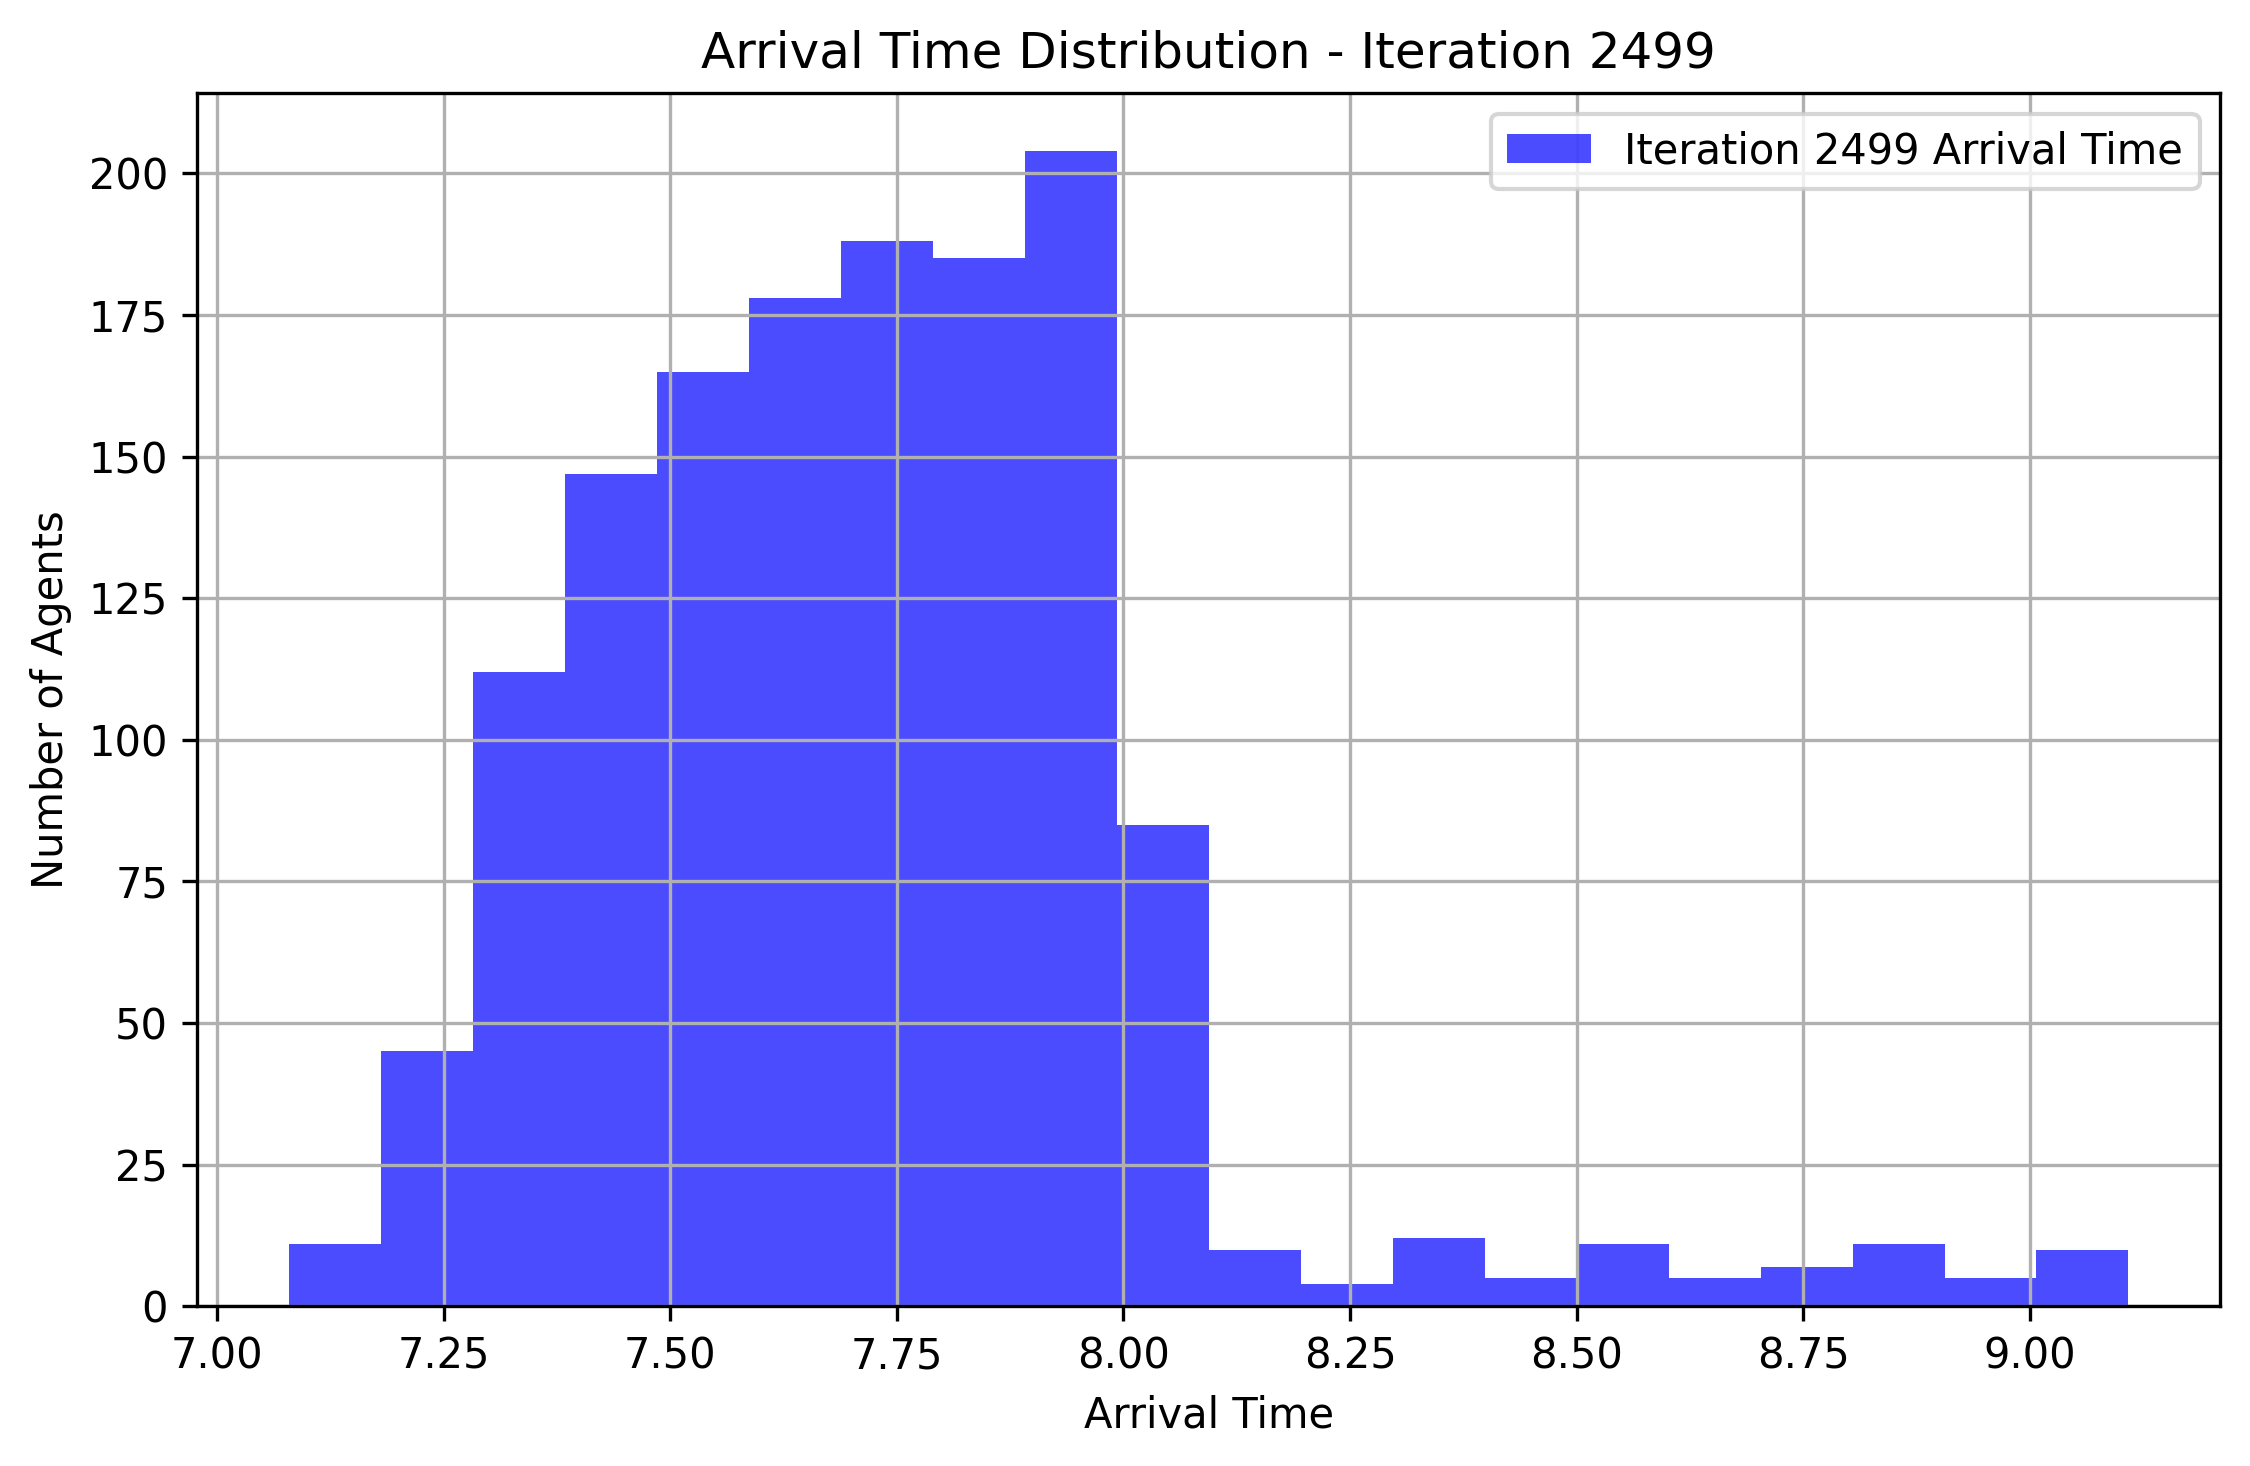 Arrival Time Distribution - Iteration 2499
Iteration 2499 Arrival Time
Number of Agents
200
175
150
125
100
75
50
25
0
7.00 7.25 7.50 7.75 8.00 8.25 8.50 8.75 9.00
Arrival Time